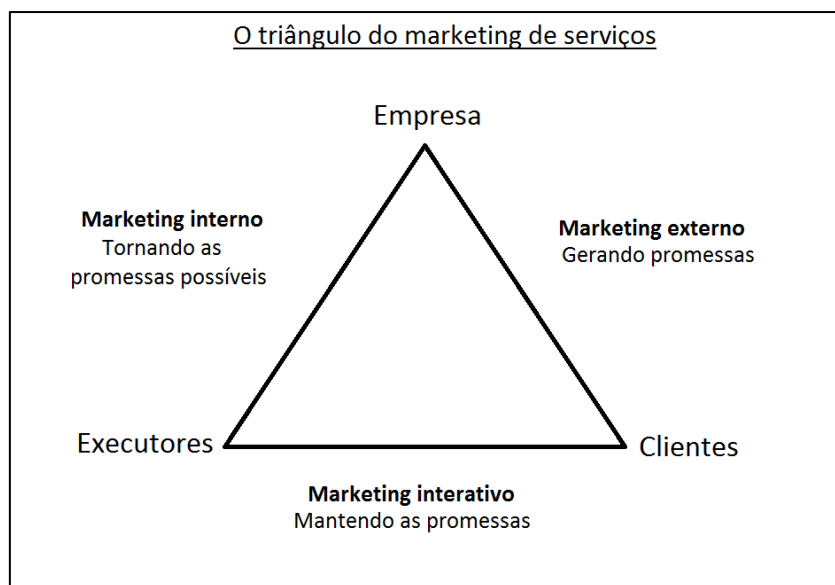 O triângulo do marketing de serviços
Empresa
Marketing interno
Tornando as
promessas possíveis
Marketing externo
Gerando promessas
Executores
Clientes
Marketing interativo
Mantendo as promessas